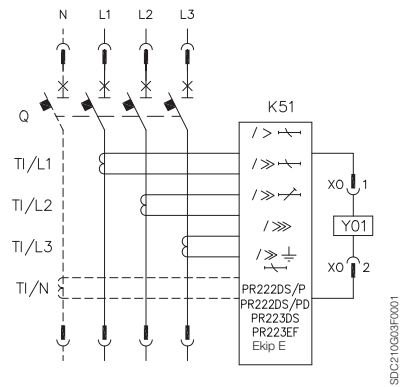 N L1 L2 L3
K51
Q
I >
I >>
TI/L1
X0 1
TI/L2
I >>
Y01
I >>>
TI/L3
I >>
X0 2
TI/N
PR222DS/P
PR222DS/PD
PR223DS
PR223EF
Ekip E
SDC210G03F0001